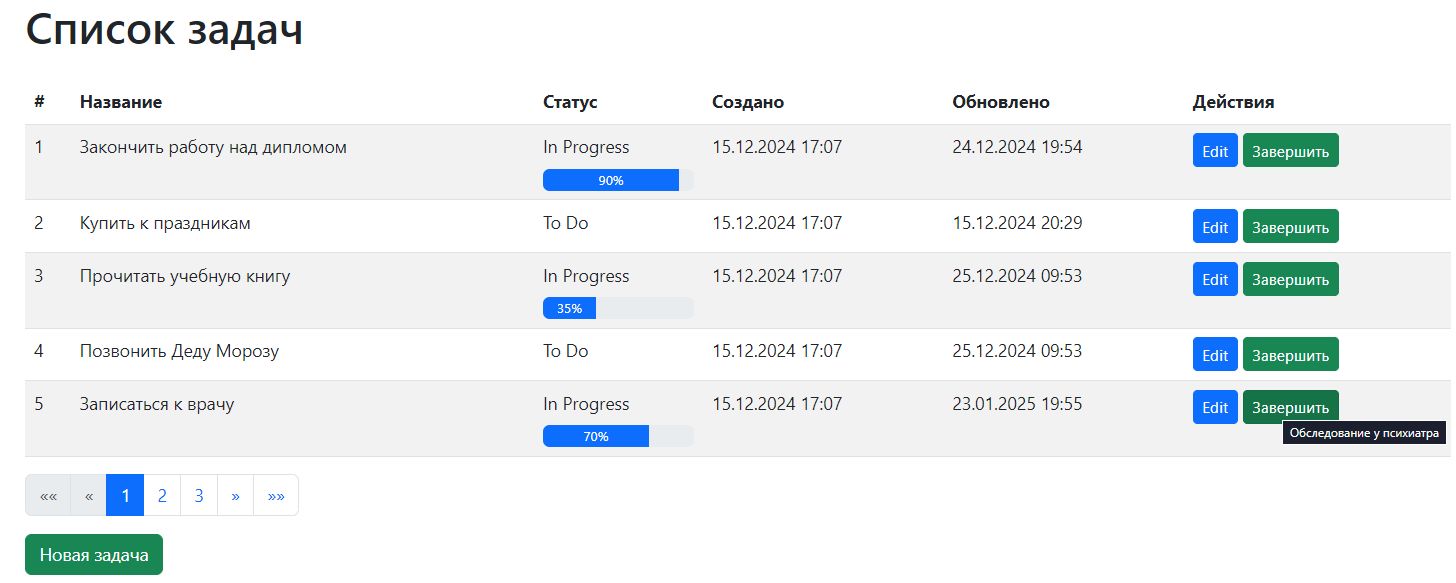 Список задач
# Название Статус Создано Обновлено Действия
1 Закончить работу над дипломом In Progress 15.12.2024 17:07 24.12.2024 19:54 Edit Завершить
90%
2 Купить к праздникам To Do 15.12.2024 17:07 15.12.2024 20:29 Edit Завершить
3 Прочитать учебную книгу In Progress 15.12.2024 17:07 25.12.2024 09:53 Edit Завершить
35%
4 Позвонить Деду Морозу To Do 15.12.2024 17:07 25.12.2024 09:53 Edit Завершить
5 Записаться к врачу In Progress 15.12.2024 17:07 23.01.2025 19:55 Edit Завершить
70% Обследование у психиатра
«« « 1 2 3 » »»
Новая задача